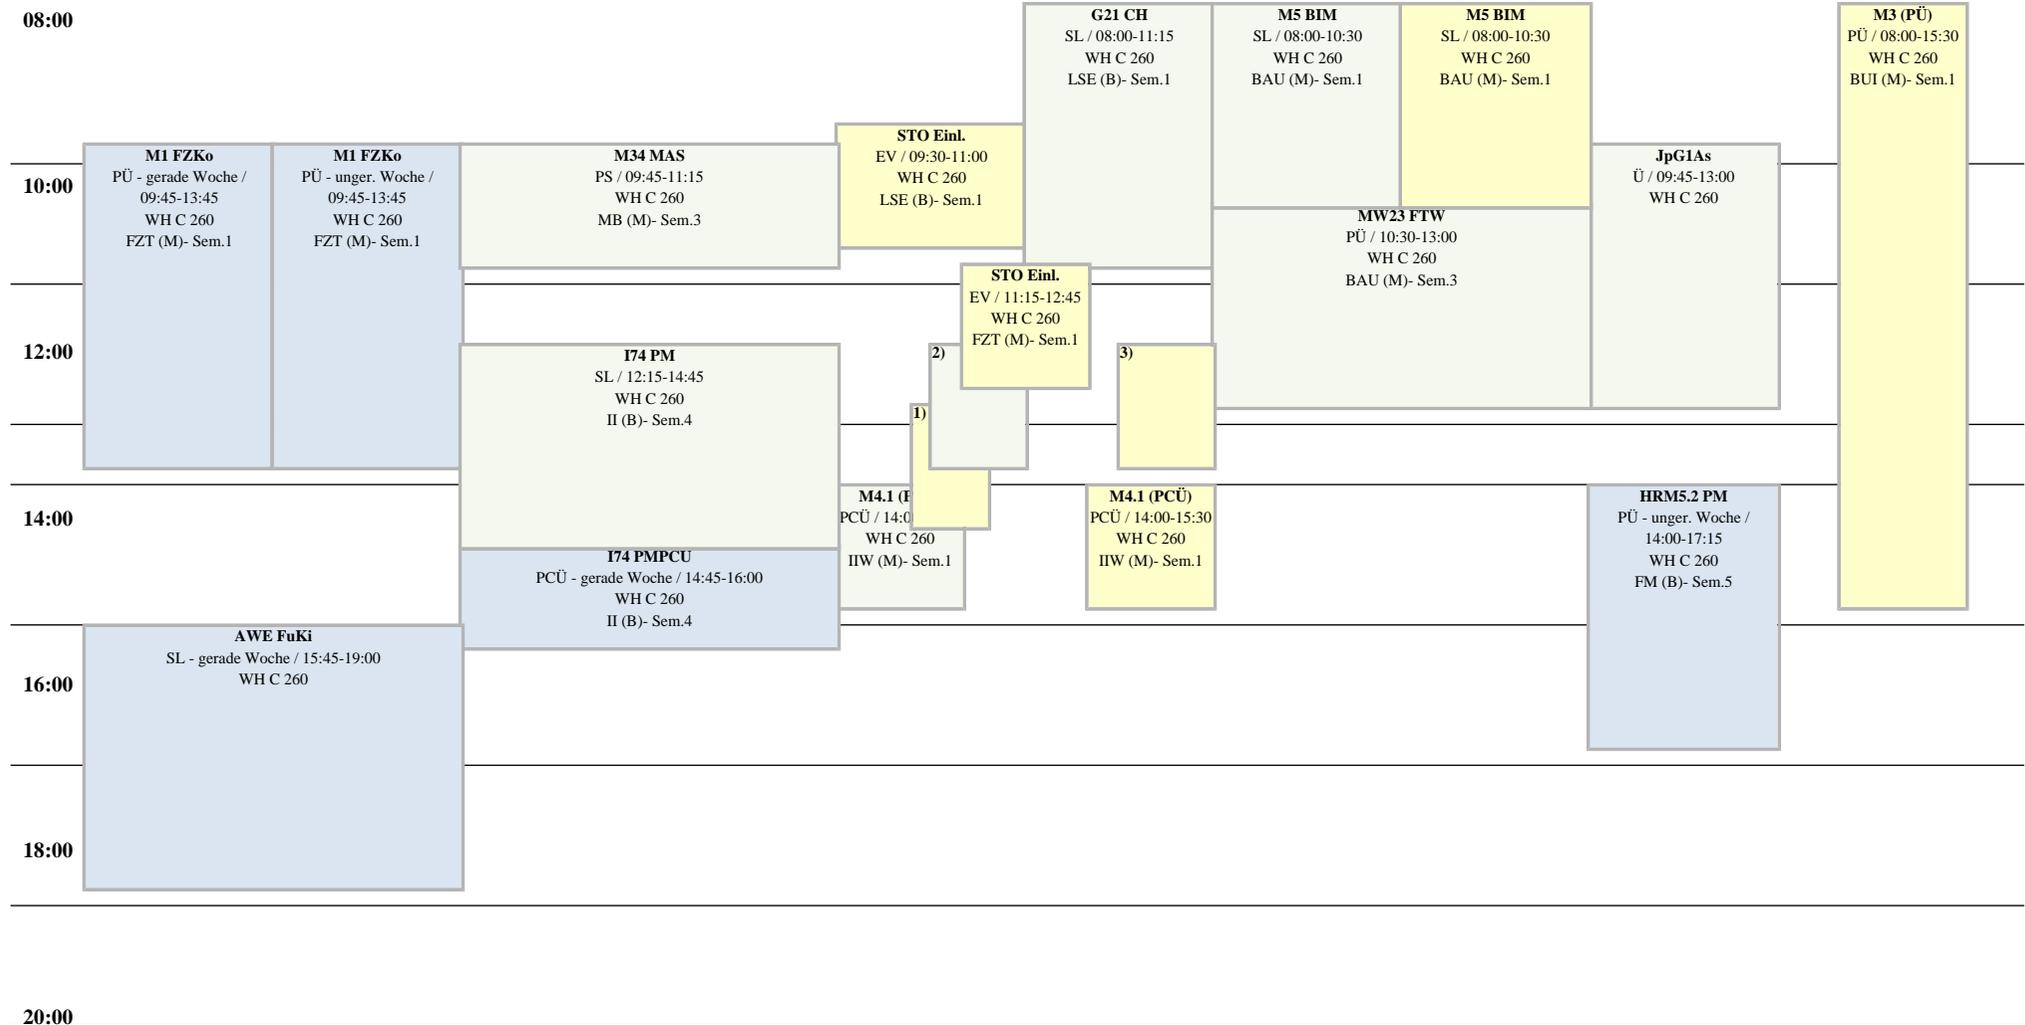 08:00
10:00
12:00
14:00
16:00
18:00
20:00
M1 FZKo
PÜ - gerade Woche /
09:45-13:45
WH C 260
FZT (M)- Sem.1
M1 FZKo
PÜ - unger. Woche /
09:45-13:45
WH C 260
FZT (M)- Sem.1
AWE FuKi
SL - gerade Woche / 15:45-19:00
WH C 260
M34 MAS
PS / 09:45-11:15
WH C 260
MB (M)- Sem.3
I74 PM
SL / 12:15-14:45
WH C 260
II (B)- Sem.4
I74 PMPCU
PCÜ - gerade Woche / 14:45-16:00
WH C 260
II (B)- Sem.4
STO Einl.
EV / 09:30-11:00
WH C 260
LSE (B)- Sem.1
M4.1
PCÜ / 14:0
WH C 260
IIW (M)- Sem.1
1)
2)
STO Einl.
EV / 11:15-12:45
WH C 260
FZT (M)- Sem.1
G21 CH
SL / 08:00-11:15
WH C 260
LSE (B)- Sem.1
3)
M4.1 (PCÜ)
PCÜ / 14:00-15:30
WH C 260
IIW (M)- Sem.1
M5 BIM
SL / 08:00-10:30
WH C 260
BAU (M)- Sem.1
M5 BIM
SL / 08:00-10:30
WH C 260
BAU (M)- Sem.1
MW23 FTW
PÜ / 10:30-13:00
WH C 260
BAU (M)- Sem.3
JpG1As
Ü / 09:45-13:00
WH C 260
HRM5.2 PM
PÜ - unger. Woche /
14:00-17:15
WH C 260
FM (B)- Sem.5
M3 (PÜ)
PÜ / 08:00-15:30
WH C 260
BUI (M)- Sem.1